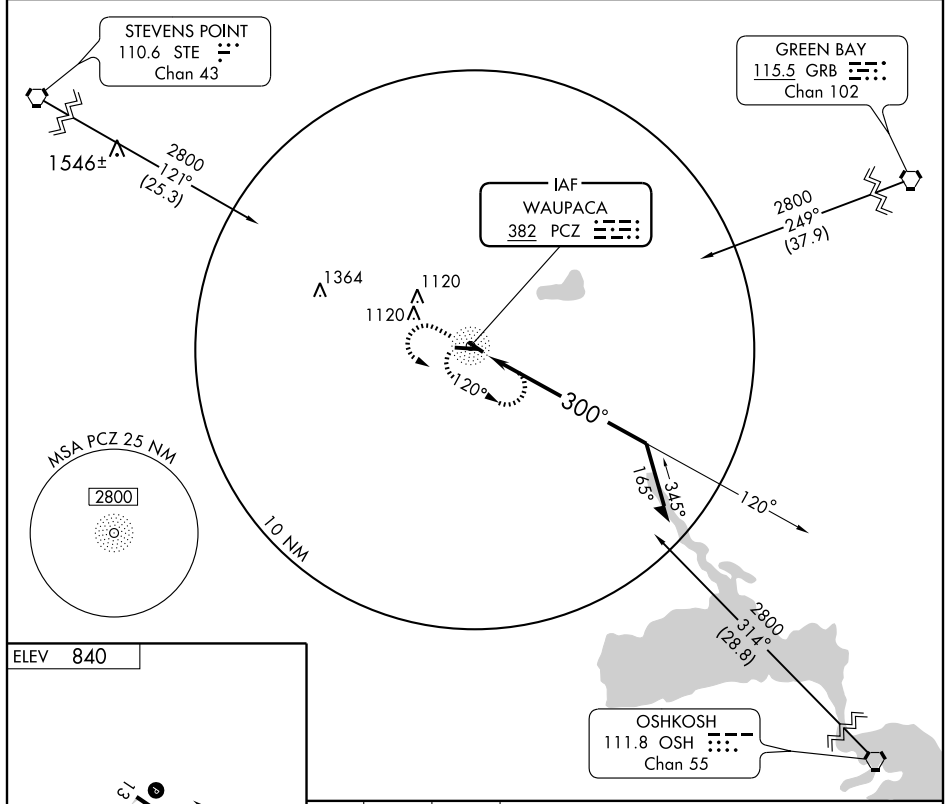 STEVENS POINT
110.6 STE
Chan 43
GREEN BAY
115.5 GRB
Chan 102
1546±
2800
121°
(25.3)
IAF
WAUPACA
382 PCZ
2800
249°
(37.9)
1364
1120
1120
120°
300°
MSA PCZ 25 NM
2800
165°
345°
120°
10 NM
2800
314°
(28.8)
ELEV 840
OSHKOSH
111.8 OSH
Chan 55
13
P